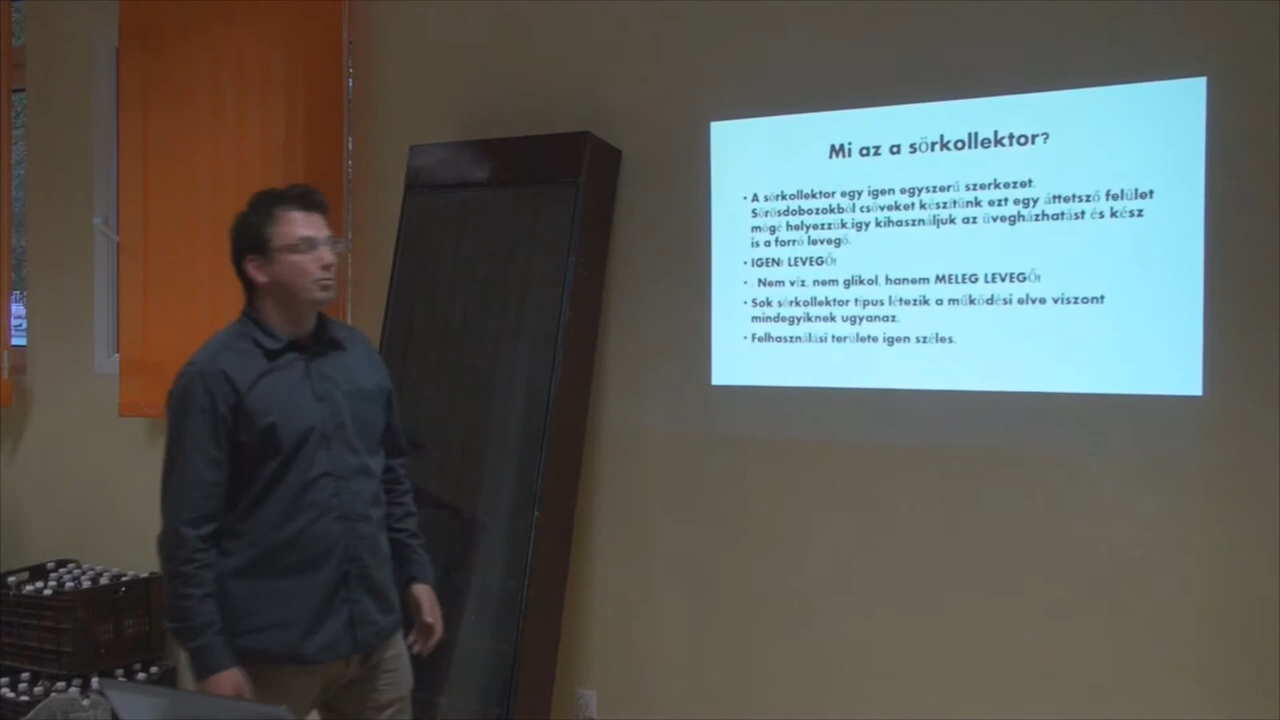 Mi az a sörkollektor?
• A sörkollektor egy igen egyszerű szerkezet.
Sörösdobozokból csöveket készítünk ezt egy áttetsző felület
mögé helyezzük,így kihasználjuk az üvegházhatást és kész
is a forró levegő.
• IGEN! LEVEGŐ!
• . Nem víz, nem glikol, hanem MELEG LEVEGŐ!
• Sok sörkollektor típus létezik a működési elve viszont
mindegyiknek ugyanaz.
• Felhasználási területe igen széles.